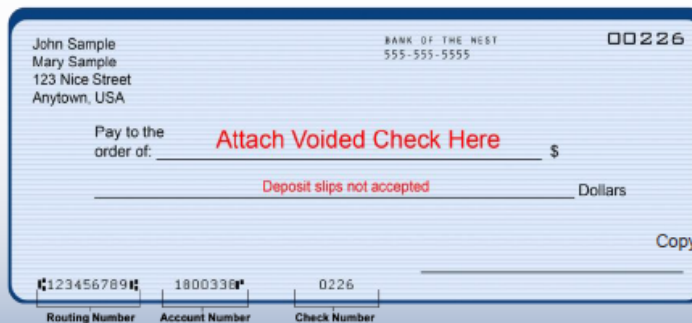 John Sample
Mary Sample
123 Nice Street
Anytown, USA
BANK OF THE WEST
555-555-5555
00226
Pay to the
order of:
Attach Voided Check Here
$
Deposit slips not accepted
Dollars
Copy
⑆123456789⑆ 1800338⑈ 0226
Routing Number Account Number Check Number